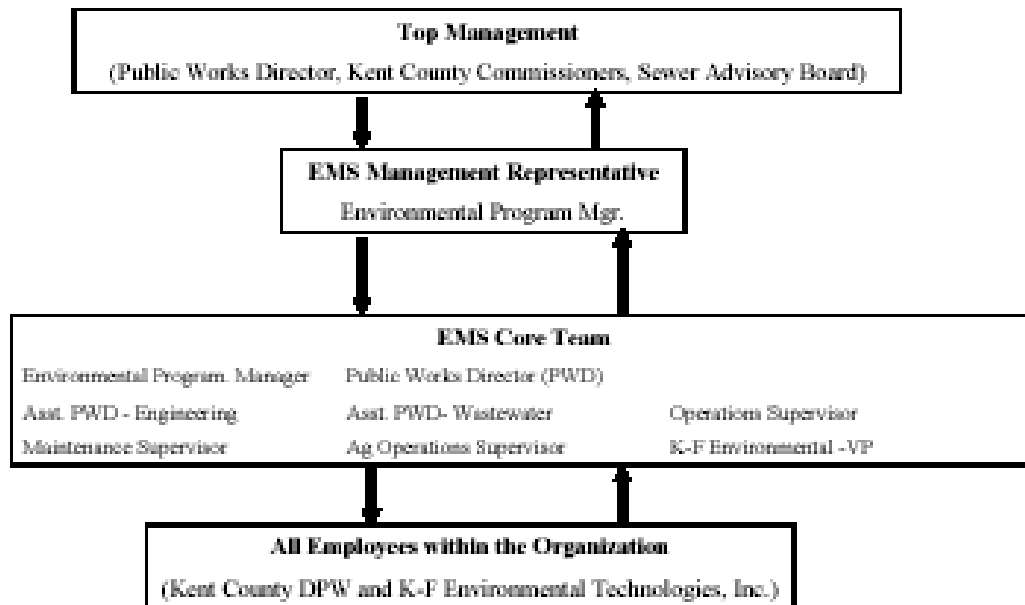 Top Management
(Public Works Director, Kent County Commissioners, Sewer Advisory Board)
EMS Management Representative
Environmental Program Mgr.
EMS Core Team
Environmental Program. Manager Public Works Director (PWD)
Asst. PWD - Engineering Asst. PWD- Wastewater Operations Supervisor
Maintenance Supervisor Ag Operations Supervisor K-F Environmental -VP
All Employees within the Organization
(Kent County DPW and K-F Environmental Technologies, Inc.)